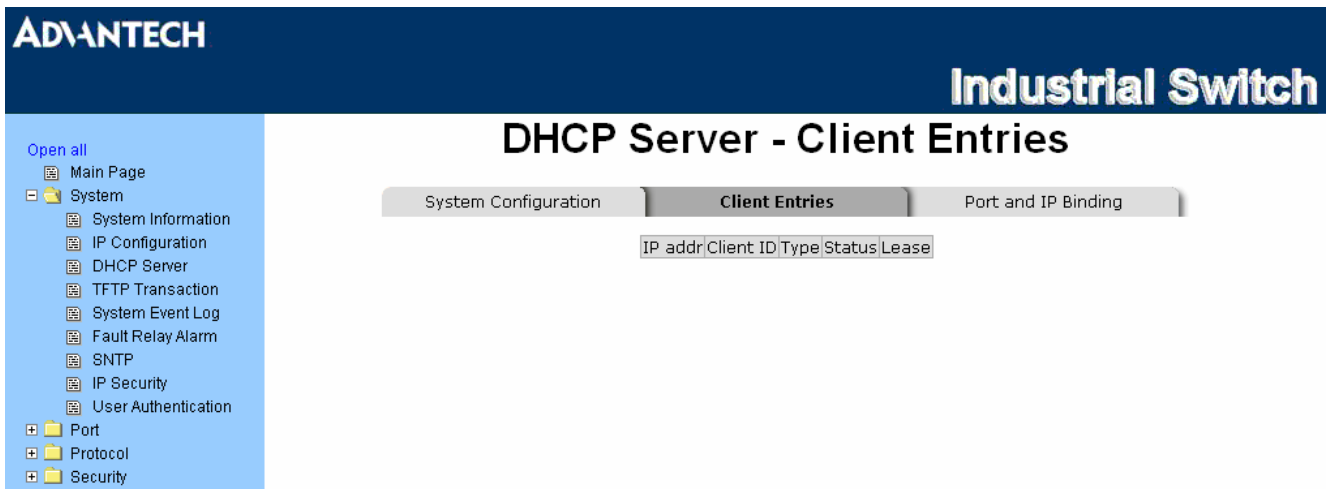 ADVANTECH
Industrial Switch
Open all
Main Page
System
System Information
IP Configuration
DHCP Server
TFTP Transaction
System Event Log
Fault Relay Alarm
SNTP
IP Security
User Authentication
Port
Protocol
Security
DHCP Server - Client Entries
System Configuration Client Entries Port and IP Binding
IP addr Client ID Type Status Lease